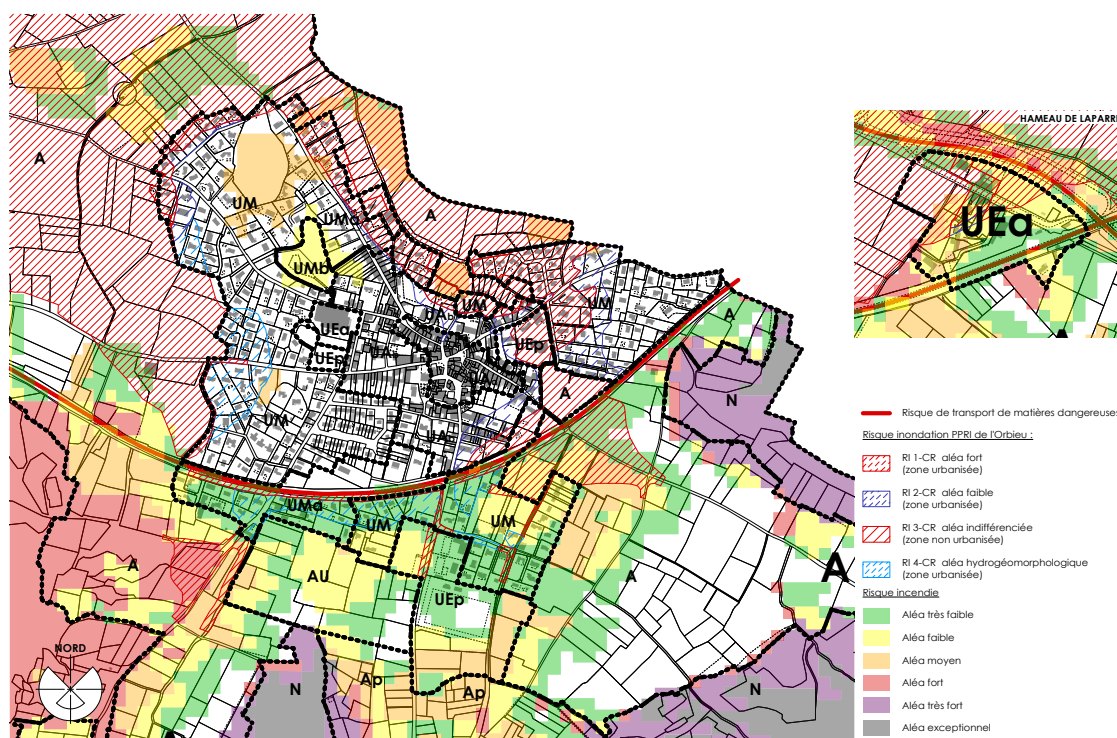 A
UM
UMa
UMb
A
UM
UM
UA
UEa
UEp
UEp
UA
A
A
UM
UA
N
UMa
UM
UM
A
AU
UEp
A
A
N
Ap
Ap
N
NORD
HAMEAU DE LAPARR
UEa
Risque de transport de matières dangereuses
Risque inondation PPRI de l'Orbieu :
RI 1-CR aléa fort
(zone urbanisée)
RI 2-CR aléa faible
(zone urbanisée)
RI 3-CR aléa indifférenciée
(zone non urbanisée)
RI 4-CR aléa hydrogéomorphologique
(zone urbanisée)
Risque incendie
Aléa très faible
Aléa faible
Aléa moyen
Aléa fort
Aléa très fort
Aléa exceptionnel